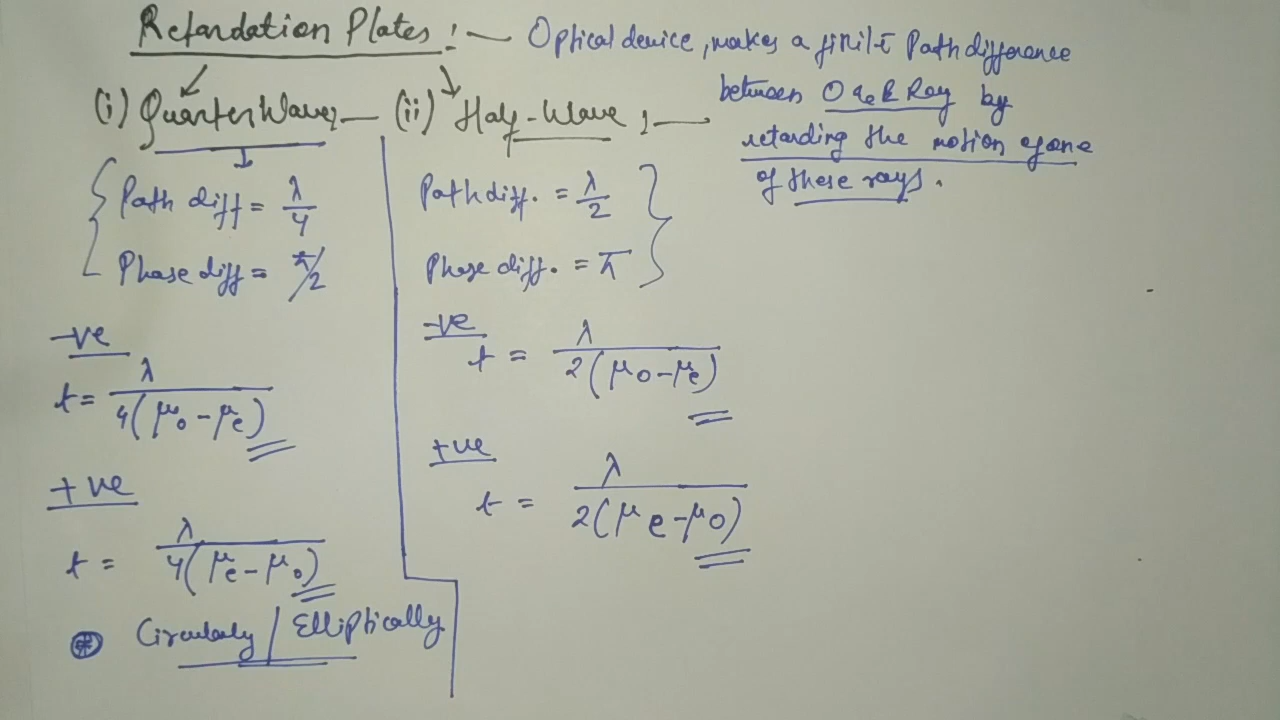 Retardation Plates :— Optical device, makes a finite Path difference
between O & E Ray by
retarding the motion of one
of these rays.
(i) Quarter Wave, — (ii) Half-Wave, —
Path diff = λ/4
Phase diff = π/2
-ve
t = λ/4(μo - μe)
+ve
t = λ/4(μe - μo)
⊛ Circularly / Elliptically
Path diff. = λ/2
Phase diff. = π
-ve
t = λ/2(μo - μe)
+ve
t = λ/2(μe - μo)